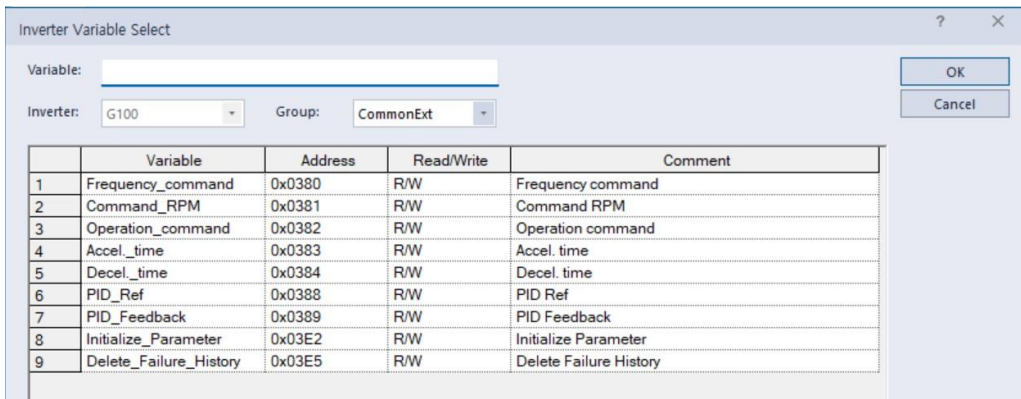 Inverter Variable Select ? ×
Variable: OK
Inverter: G100 Group: CommonExt Cancel
Variable Address Read/Write Comment
1 Frequency_command 0x0380 R/W Frequency command
2 Command_RPM 0x0381 R/W Command RPM
3 Operation_command 0x0382 R/W Operation command
4 Accel._time 0x0383 R/W Accel. time
5 Decel._time 0x0384 R/W Decel. time
6 PID_Ref 0x0388 R/W PID Ref
7 PID_Feedback 0x0389 R/W PID Feedback
8 Initialize_Parameter 0x03E2 R/W Initialize Parameter
9 Delete_Failure_History 0x03E5 R/W Delete Failure History